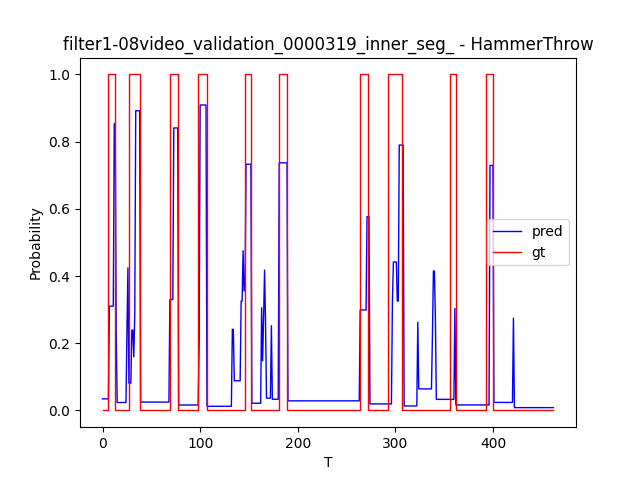 filter1-08video_validation_0000319_inner_seg_ - HammerThrow
1.0
0.8
0.6
0.4
0.2
0.0
Probability
pred
gt
0 100 200 300 400
T